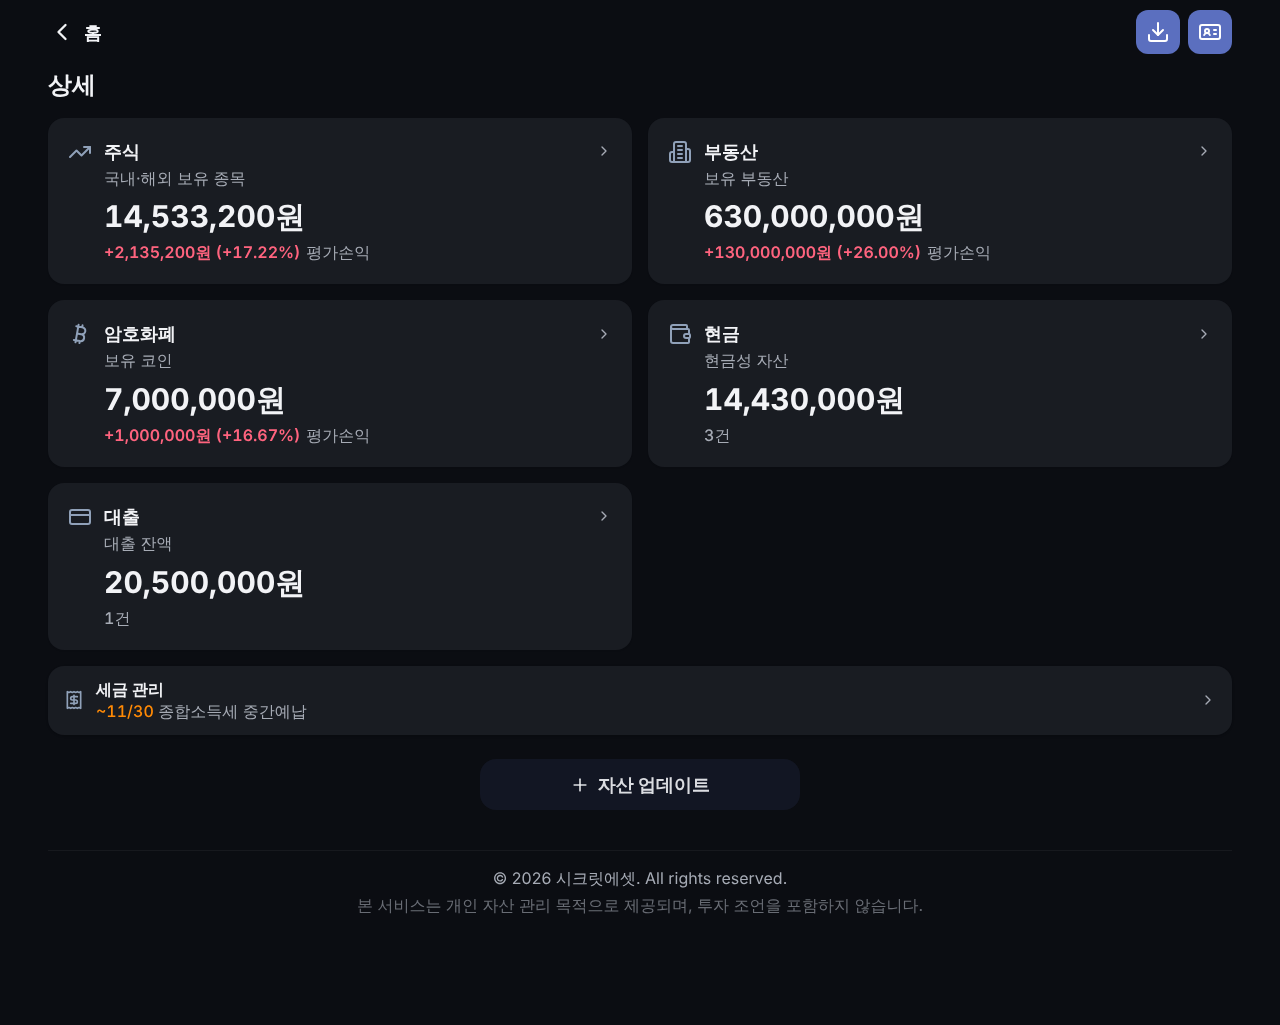 홈
상세
주식
국내·해외 보유 종목
14,533,200원
+2,135,200원 (+17.22%) 평가손익
부동산
보유 부동산
630,000,000원
+130,000,000원 (+26.00%) 평가손익
암호화폐
보유 코인
7,000,000원
+1,000,000원 (+16.67%) 평가손익
현금
현금성 자산
14,430,000원
3건
대출
대출 잔액
20,500,000원
1건
세금 관리
~11/30 종합소득세 중간예납
자산 업데이트
© 2026 시크릿에셋. All rights reserved.
본 서비스는 개인 자산 관리 목적으로 제공되며, 투자 조언을 포함하지 않습니다.